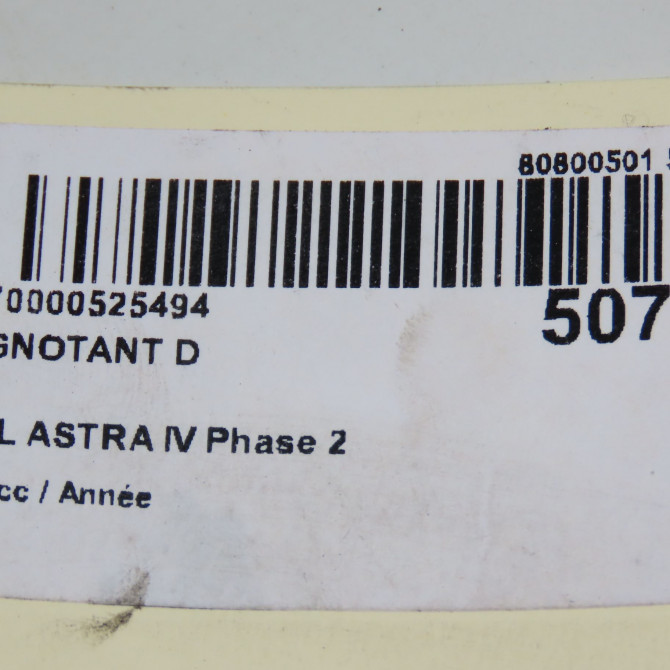 80800501
70000525494
507
GNOTANT D
L ASTRA IV Phase 2
cc / Année